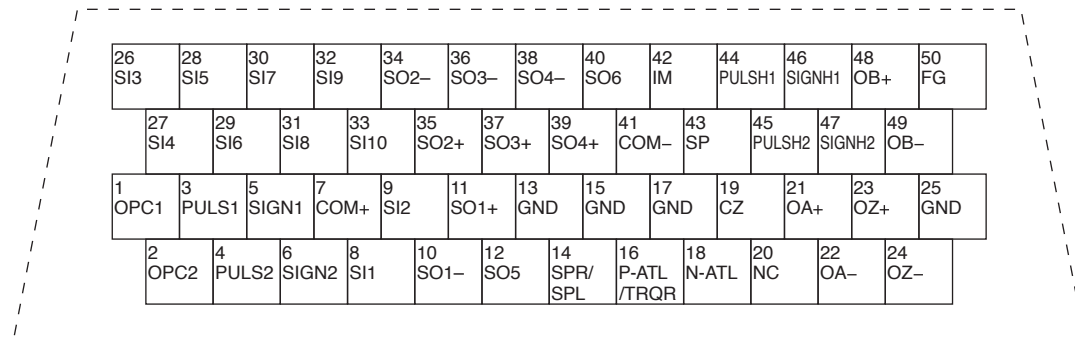 26 28 30 32 34 36 38 40 42 44 46 48 50
SI3 SI5 SI7 SI9 SO2− SO3− SO4− SO6 IM PULSH1 SIGNH1 OB+ FG
27 29 31 33 35 37 39 41 43 45 47 49
SI4 SI6 SI8 SI10 SO2+ SO3+ SO4+ COM− SP PULSH2 SIGNH2 OB−
1 3 5 7 9 11 13 15 17 19 21 23 25
OPC1 PULS1 SIGN1 COM+ SI2 SO1+ GND GND GND CZ OA+ OZ+ GND
2 4 6 8 10 12 14 16 18 20 22 24
OPC2 PULS2 SIGN2 SI1 SO1− SO5 SPR/ P-ATL N-ATL NC OA− OZ−
SPL /TRQR